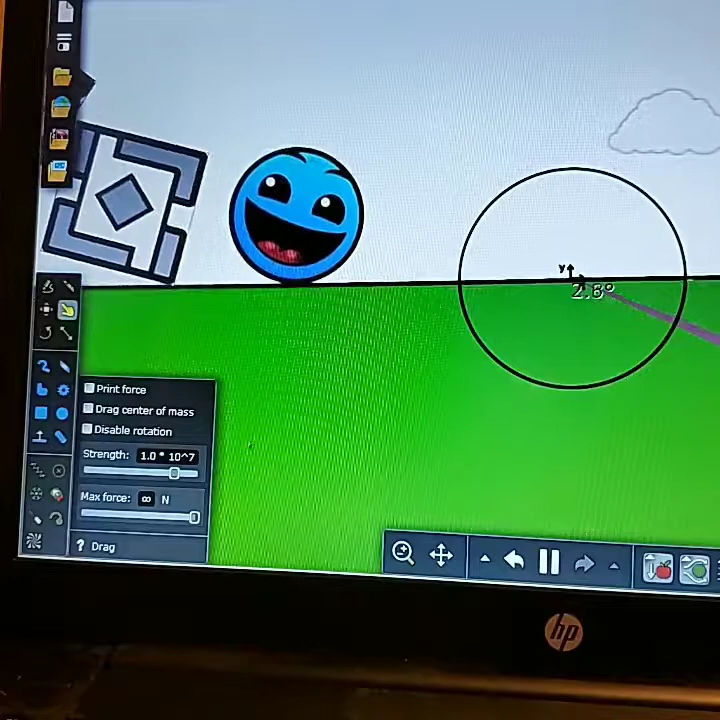 y
2.6°
Print force
Drag center of mass
Disable rotation
Strength: 1.0 * 10^7
Max force: ∞ N
? Drag
hp